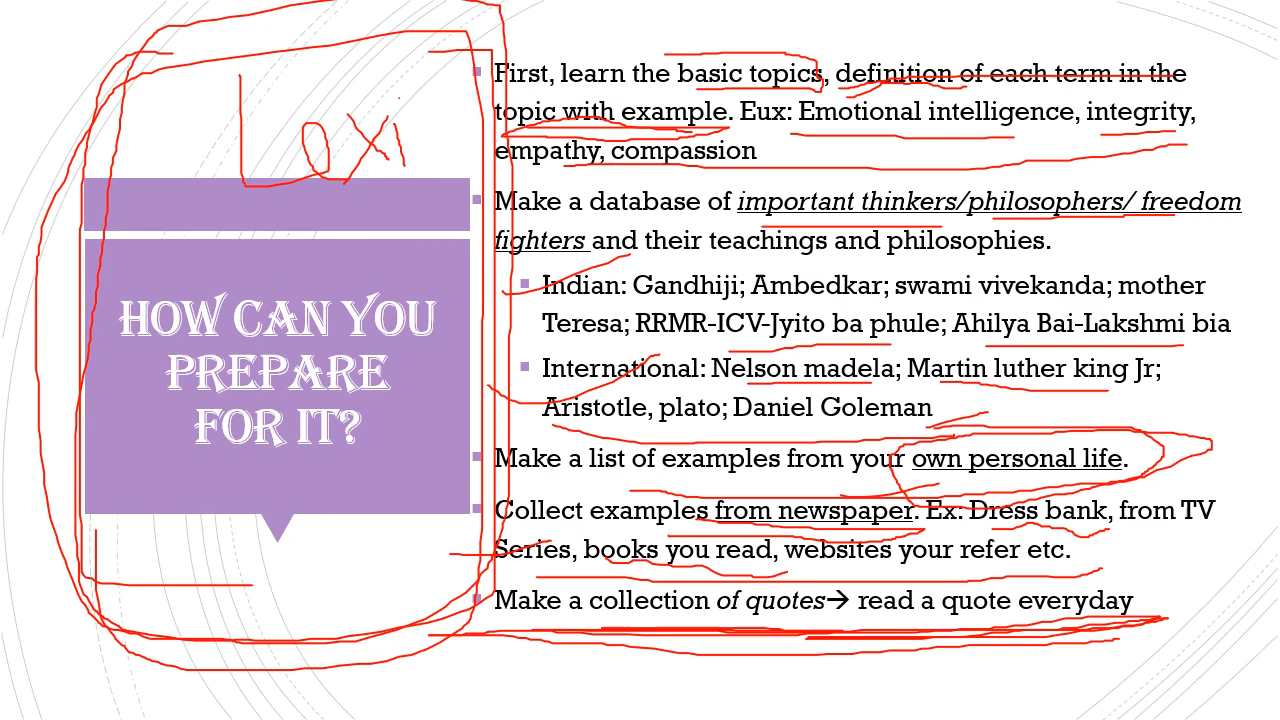 HOW CAN YOU
PREPARE
FOR IT?
First, learn the basic topics, definition of each term in the
topic with example. Eux: Emotional intelligence, integrity,
empathy, compassion
Make a database of important thinkers/philosophers/ freedom
fighters and their teachings and philosophies.
Indian: Gandhiji; Ambedkar; swami vivekanda; mother
Teresa; RRMR-ICV-Jyito ba phule; Ahilya Bai-Lakshmi bia
International: Nelson madela; Martin luther king Jr;
Aristotle, plato; Daniel Goleman
Make a list of examples from your own personal life.
Collect examples from newspaper. Ex: Dress bank, from TV
Series, books you read, websites your refer etc.
Make a collection of quotes→ read a quote everyday